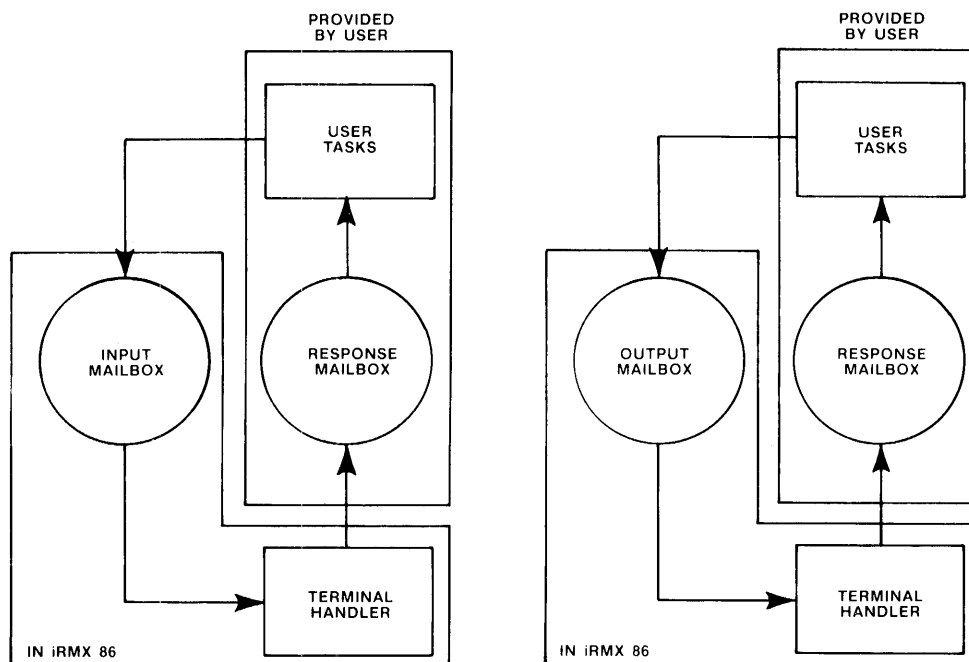 PROVIDED
BY USER
USER
TASKS
INPUT
MAILBOX
RESPONSE
MAILBOX
TERMINAL
HANDLER
IN iRMX 86
PROVIDED
BY USER
USER
TASKS
OUTPUT
MAILBOX
RESPONSE
MAILBOX
TERMINAL
HANDLER
IN iRMX 86